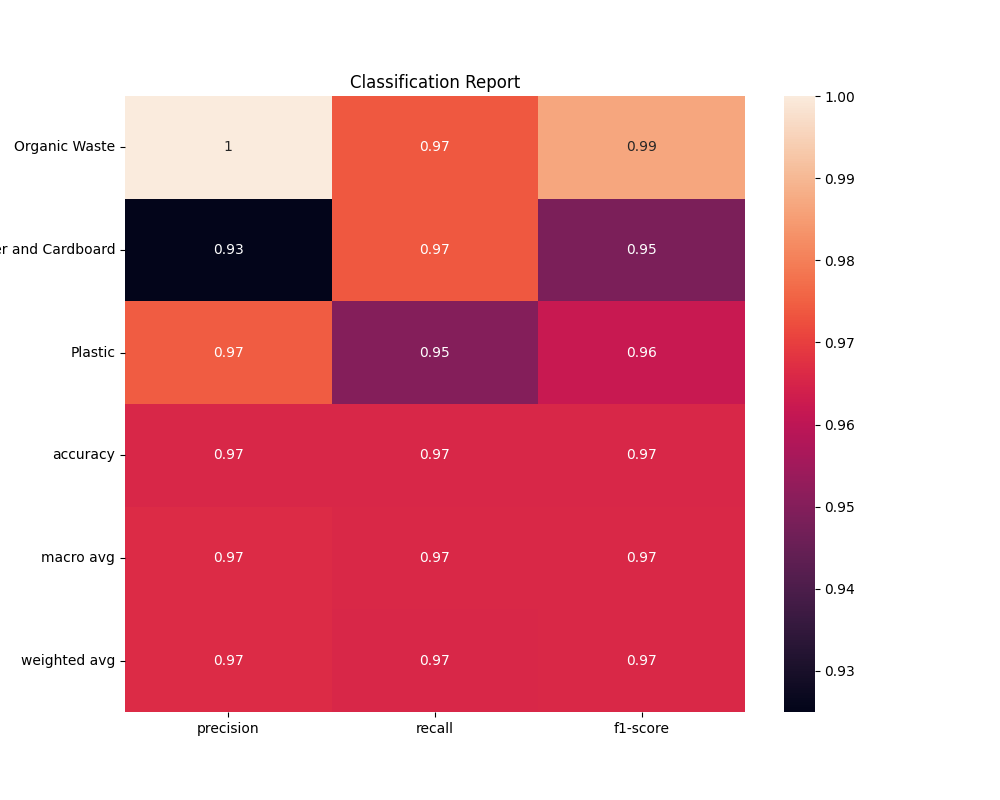 Classification Report
Organic Waste 1 0.97 0.99
er and Cardboard 0.93 0.97 0.95
Plastic 0.97 0.95 0.96
accuracy 0.97 0.97 0.97
macro avg 0.97 0.97 0.97
weighted avg 0.97 0.97 0.97
precision recall f1-score
1.00
0.99
0.98
0.97
0.96
0.95
0.94
0.93